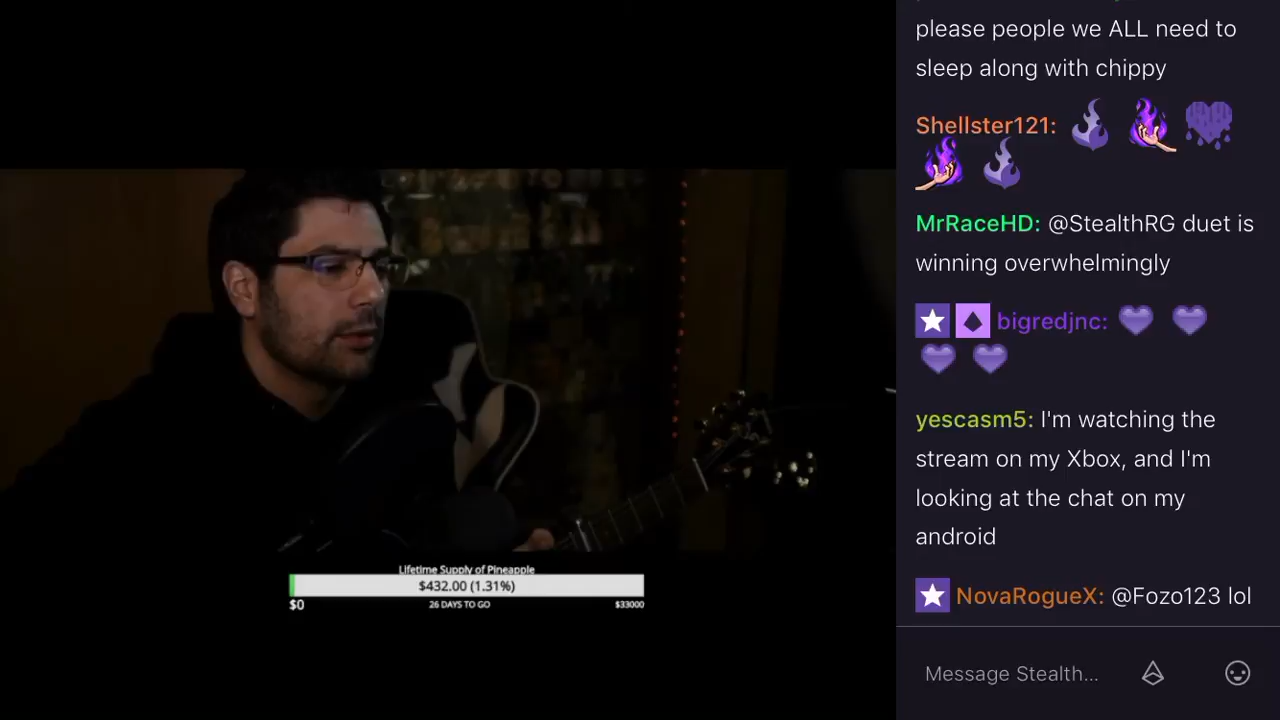 please people we ALL need to
sleep along with chippy
Shellster121:
MrRaceHD: @StealthRG duet is
winning overwhelmingly
bigredjnc:
yescasm5: I'm watching the
stream on my Xbox, and I'm
looking at the chat on my
android
NovaRogueX: @Fozo123 lol
Message Stealth...
Lifetime Supply of Pineapple
$432.00 (1.31%)
$0
26 DAYS TO GO
$33000